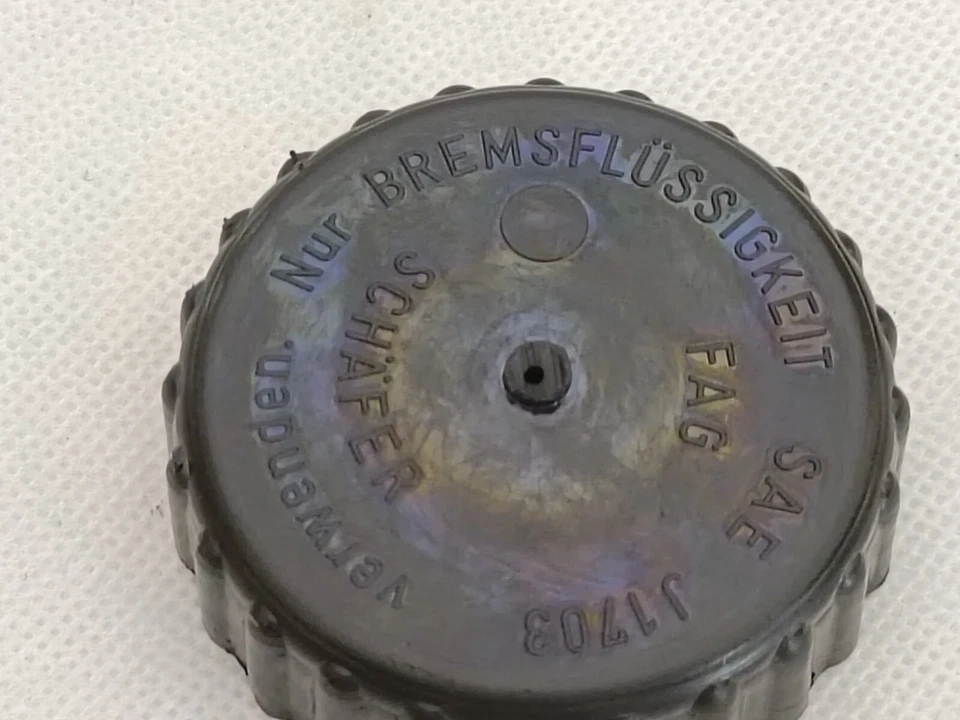 Nur BREMSFLÜSSIGKEIT SAE J1703 verwenden.
SCHÄFER
FAG